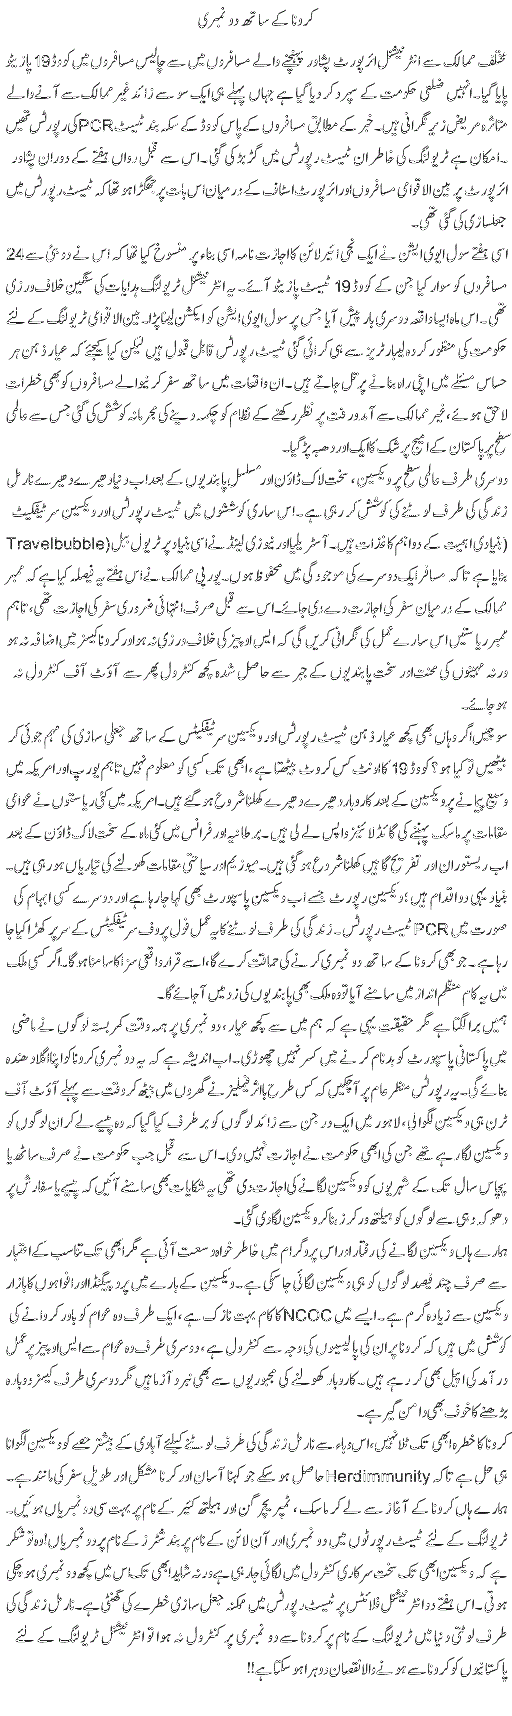 کرونا کے ساتھ دو نمبری
مختلف ممالک سے انٹرنیشنل ائرپورٹ پشاور پہنچنے والے مسافروں میں سے چالیس مسافروں میں کووڈ 19 پازیٹو
پایا گیا۔ انہیں ضلعی حکومت کے سپرد کر دیا گیا ہے جہاں پہلے ہی ایک سو سے زائد غیر ممالک سے آنے والے
متاثرہ مریض زیرِ نگرانی ہیں۔ خبر کے مطابق مسافروں کے پاس کووڈ کے سکہ بند ٹیسٹ PCR کی رپورٹس تھیں
۔ امکان ہے ٹریولنگ کی خاطر ان ٹیسٹ رپورٹس میں گڑبڑ کی گئی۔ اس سے قبل رواں ہفتے کے دوران پشاور
ائرپورٹ پر بین الاقوامی مسافروں اور ائرپورٹ اسٹاف کے درمیان اس بات پر جھگڑا ہوتا تھا کہ ٹیسٹ رپورٹس میں
جعلسازی کی گئی تھی۔
اسی ہفتے سول ایوی ایشن نے ایک نجی ائیر لائن کا اجازت نامہ اسی بناء پر منسوخ کیا تھا کہ اس نے دوبئی سے 24
مسافروں کو سوار کیا جن کے کووڈ 19 ٹیسٹ پازیٹو آئے۔ یہ انٹرنیشنل ٹریولنگ ہدایات کی سنگین خلاف ورزی
تھی۔ اس ماہ ایسا واقعہ دوسری بار پیش آیا جس پر سول ایوی ایشن کو ایکشن لینا پڑا۔ بین الاقوامی ٹریولنگ کے لئے
حکومت کی منظور کردہ لیبارٹریز سے ہی کرائی گئی ٹیسٹ رپورٹس قابل قبول ہیں لیکن کیا کیجئے کہ عیار ذہن ہر
حساس مسئلے میں اپنی راہ بنانے پر تل جاتے ہیں۔ ان واقعات میں ساتھ سفر کرنیوالے مسافروں کو بھی خطرات
لاحق ہوئے، غیر ممالک سے آمدورفت پر نظر رکھنے کے نظام کو چکمہ دینے کی مجرمانہ کوشش کی گئی جس سے عالمی
سطح پر پاکستان کے امیج پر شک کا ایک اور دھبہ پڑ گیا۔
دوسری طرف عالمی سطح پر ویکسین، سخت لاک ڈاؤن اور مسلسل پابندیوں کے بعد اب دنیا دھیرے دھیرے نارمل
زندگی کی طرف لوٹنے کی کوشش کر رہی ہے۔ اس ساری کوششوں میں ٹیسٹ رپورٹس اور ویکسین سرٹیفکیٹ
بنیادی اہمیت کے دو اہم کاغذات ہیں۔ آسٹریلیا اور نیوزی لینڈ نے اسی بنیاد پر ٹریول ببل (Travelbubble)
بنایا ہے تاکہ مسافر ایک دوسرے کی موجودگی میں محفوظ ہوں۔ یورپی ممالک نے اس ہفتے یہ فیصلہ کیا ہے کہ ممبر
ممالک کے درمیان سفر کی اجازت دے دی جائے۔ اس سے قبل صرف انتہائی ضروری سفر کی اجازت تھی، تاہم
ممبر ریاستیں اس سارے عمل کی نگرانی کریں گی کہ ایس او پیز کی خلاف ورزی نہ ہو اور کرونا کیسز میں اضافہ نہ ہو
ورنہ مہینوں کی محنت اور سخت پابندیوں کے جبر سے حاصل شدہ کچھ کنٹرول پھر سے آؤٹ آف کنٹرول نہ
ہو جائے۔
سوچیں اگر وہاں بھی کچھ عیار ذہن ٹیسٹ رپورٹس اور ویکسین سرٹیفکیٹس کے ساتھ جعلی سازی کی مہم جوئی کر
بیٹھیں تو کیا ہو؟ کووڈ 19 کا اونٹ کس کروٹ بیٹھتا ہے، ابھی تک کسی کو معلوم نہیں تاہم یورپ اور امریکہ میں
وسیع پیمانے پر ویکسین کے بعد کاروبار دھیرے دھیرے کھلنا شروع ہو گئے ہیں۔ امریکہ میں کئی ریاستوں نے عوامی
مقامات پر ماسک پہننے کی گائڈ لائنز واپس لے لی ہیں۔ برطانیہ اور فرانس میں کئی ماہ کے سخت لاک ڈاؤن کے بعد
اب ریستوران اور تفریح گاہیں کھلنا شروع ہو گئی ہیں۔ میوزیم اور سیاحتی مقامات کھولنے کی تیاریاں ہو رہی ہیں۔
بنیاد یہی دو اقدام ہیں؛ ویکسین رپورٹ جسے اب ویکسین پاسپورٹ بھی کہا جا رہا ہے اور دوسرے کسی ابہام کی
صورت میں PCR ٹیسٹ رپورٹس۔ زندگی کی طرف لوٹنے کا یہ عمل فول پروف سرٹیفکیٹس کے سر پر کھڑا کیا جا
رہا ہے۔ جو بھی کرونا کے ساتھ دو نمبری کرنے کی حماقت کرے گا، اسے قرار واقعی سزا کا سامنا ہو گا۔ اگر کسی ملک
میں یہ کام منظم انداز میں سامنے آیا تو وہ ملک بھی پابندیوں کی زد میں آ جائے گا۔
ہمیں برا لگتا ہے مگر حقیقت یہی ہے کہ ہم میں سے کچھ عیار، دو نمبری پر ہمہ وقت کمر بستہ لوگوں نے ماضی
میں پاکستانی پاسپورٹ کو بدنام کرنے میں کسر نہیں چھوڑی۔ اب اندیشہ ہے کہ یہ دو نمبری کرونا کو اپنا اگلا دھندہ
بنائے گی۔ یہ رپورٹس منظر عام پر آ چکیں کہ کس طرح با اثر فیملیز نے گھروں میں بیٹھ کر وقت سے پہلے آؤٹ آف
ٹرن ہی ویکسین لگوا لی، لاہور میں ایک درجن سے زائد لوگوں کو برطرف کیا گیا کہ وہ پیسے لے کر ان لوگوں کو
ویکسین لگا رہے تھے جن کی ابھی حکومت نے اجازت نہیں دی۔ اس سے قبل جب حکومت نے صرف ساٹھ یا
پچاس سال تک کے شہریوں کو ویکسین لگانے کی اجازت دی تھی یہ شکایات بھی سامنے آئیں کہ پیسے یا سفارش پر
دھوکہ دہی سے لوگوں کو ہیلتھ ورکرز بنا کر ویکسین لگا دی گئی۔
ہمارے ہاں ویکسین لگانے کی رفتار اور اس پروگرام میں خاطر خواہ وسعت آئی ہے مگر ابھی تک تناسب کے اعتبار
سے صرف چند فیصد لوگوں کو ہی ویکسین لگائی جا سکی ہے۔ ویکسین کے بارے میں پروپیگنڈا اور افواہوں کا بازار
ویکسین سے زیادہ گرم ہے۔ ایسے میں NCOC کا کام بہت نازک ہے، ایک طرف وہ عوام کو باور کروانے کی
کوشش میں ہیں کہ کرونا پر ان کی پالیسیوں کی وجہ سے کنٹرول ہے، دوسری طرف وہ عوام سے ایس او پیز پر عمل
درآمد کی اپیل بھی کر رہے ہیں۔ کاروبار کھولنے کی مجبوریوں سے بھی نبرد آزما ہیں مگر دوسری طرف کیسز دوبارہ
بڑھنے کا خوف بھی دامن گیر ہے۔
کرونا کا خطرہ ابھی تک ٹلا نہیں، اس وباء سے نارمل زندگی کی طرف لوٹنے کیلئے آبادی کے بیشتر حصے کو ویکسین لگوانا
ہی حل ہے تاکہ Herdimmunity حاصل ہو سکے جو کہنا آسان اور کرنا مشکل اور طویل سفر کی مانند ہے۔
ہمارے ہاں کرونا کے آغاز سے لے کر ماسک، ٹمپریچر گن اور ہیلتھ کئیر کے نام پر بہت سی دو نمبریاں ہوئیں۔
ٹریولنگ کے لئے ٹیسٹ رپورٹوں میں دو نمبری اور آن لائن کے نام پر بند شٹرز کے نام پر دو نمبریاں! وہ تو شکر
ہے کہ ویکسین ابھی تک سخت سرکاری کنٹرول میں لگائی جا رہی ہے ورنہ شاید ابھی تک اس میں کچھ دو نمبری ہو چکی
ہوتی۔ اس ہفتے دو انٹرنیشنل فلائٹس پر ٹیسٹ رپورٹس میں ممکنہ جعل سازی خطرے کی گھنٹی ہے۔ نارمل زندگی کی
طرف لوٹتی دنیا میں ٹریولنگ کے نام پر کرونا سے دو نمبری پر کنٹرول نہ ہوا تو انٹرنیشنل ٹریولنگ کے لئے
پاکستانیوں کو کرونا سے ہونے والا نقصان دوہرا ہو سکتا ہے!!